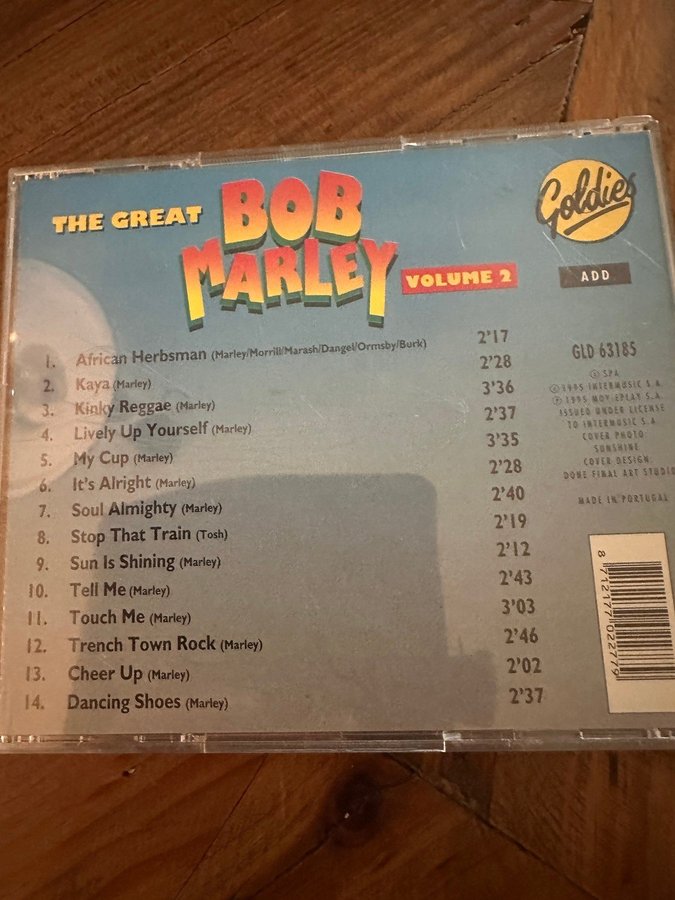 THE GREAT BOB MARLEY VOLUME 2
Goldies
ADD
1. African Herbsman (Marley/Morrill/Marash/Dangel/Ormsby/Burk) 2'17
2. Kaya (Marley) 2'28
3. Kinky Reggae (Marley) 3'36
4. Lively Up Yourself (Marley) 2'37
5. My Cup (Marley) 3'35
6. It's Alright (Marley) 2'28
7. Soul Almighty (Marley) 2'40
8. Stop That Train (Tosh) 2'19
9. Sun Is Shining (Marley) 2'12
10. Tell Me (Marley) 2'43
11. Touch Me (Marley) 3'03
12. Trench Town Rock (Marley) 2'46
13. Cheer Up (Marley) 2'02
14. Dancing Shoes (Marley) 2'37
GLD 63185
SPA
© 1995 INTERMUSIC S.A.
℗ 1995 MOVIEPLAY S.A.
ISSUED UNDER LICENSE
TO INTERMUSIC S.A.
COVER PHOTO
SUNSHINE
COVER DESIGN:
DONE FINAL ART STUDIO
MADE IN PORTUGAL
8 712177 022779